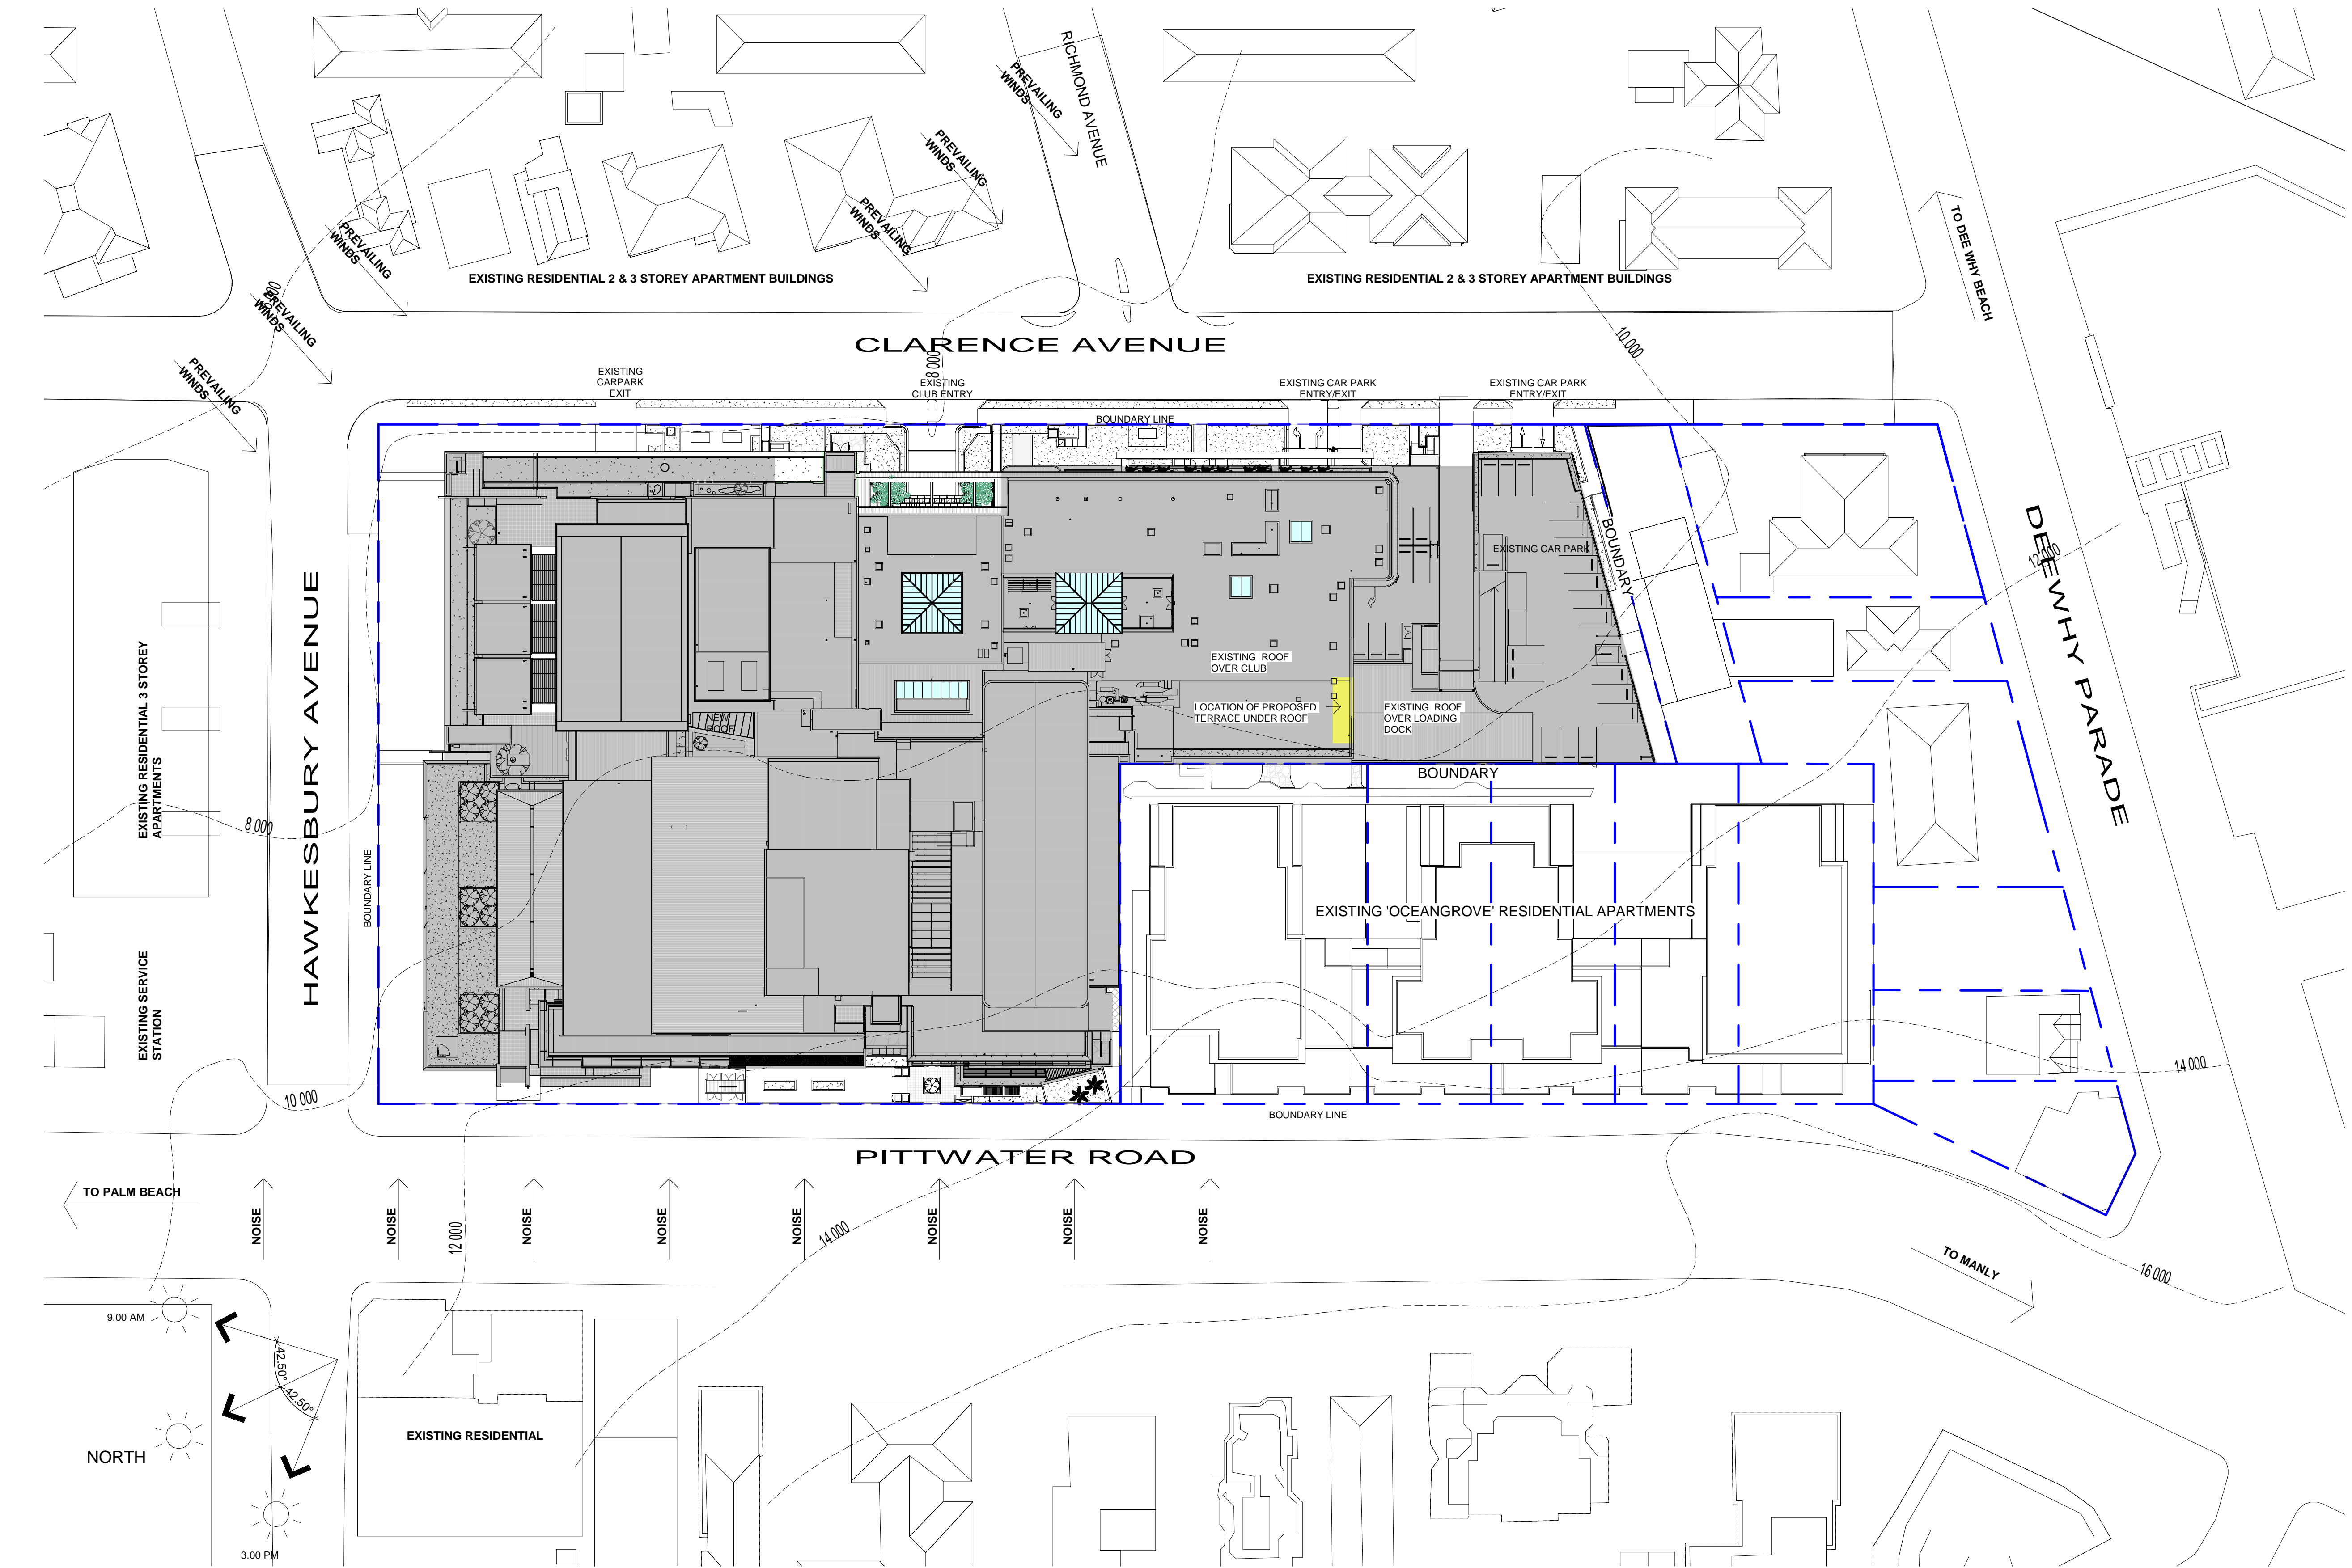 RICHMOND AVENUE
PREVAILING
WINDS
PREVAILING
WINDS
PREVAILING
WINDS
PREVAILING
WINDS
PREVAILING
WINDS
PREVAILING
WINDS
TO DEE WHY BEACH
EXISTING RESIDENTIAL 2 & 3 STOREY APARTMENT BUILDINGS
EXISTING RESIDENTIAL 2 & 3 STOREY APARTMENT BUILDINGS
CLARENCE AVENUE
8 000
10.000
EXISTING
CARPARK
EXIT
EXISTING
CLUB ENTRY
EXISTING CAR PARK
ENTRY/EXIT
EXISTING CAR PARK
ENTRY/EXIT
BOUNDARY LINE
EXISTING CAR PARK
BOUNDARY
DEEWHY PARADE
HAWKESBURY AVENUE
EXISTING RESIDENTIAL 3 STOREY
APARTMENTS
EXISTING ROOF
OVER CLUB
LOCATION OF PROPOSED
TERRACE UNDER ROOF
EXISTING ROOF
OVER LOADING
DOCK
NEW
ROOF
BOUNDARY
8 000
BOUNDARY LINE
EXISTING 'OCEANGROVE' RESIDENTIAL APARTMENTS
EXISTING SERVICE
STATION
14 000
10 000
BOUNDARY LINE
PITTWATER ROAD
TO PALM BEACH
NOISE
NOISE
NOISE
NOISE
NOISE
NOISE
NOISE
NOISE
12 000
14.000
TO MANLY
16 000
9.00 AM
42.50°
42.50°
NORTH
EXISTING RESIDENTIAL
3.00 PM